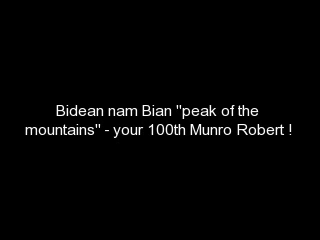 Bidean nam Bian "peak of the
mountains" - your 100th Munro Robert !